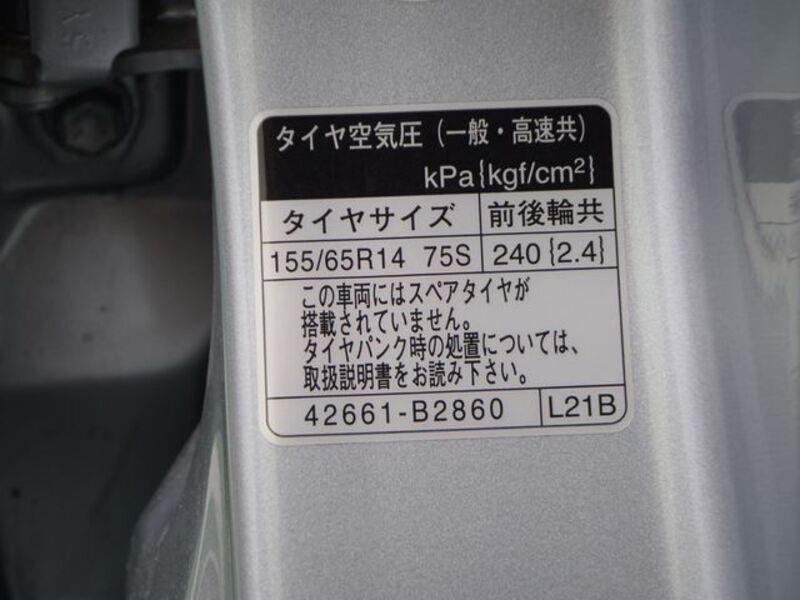 タイヤ空気圧（一般・高速共）
kPa{kgf/cm²}
タイヤサイズ 前後輪共
155/65R14 75S 240{2.4}
この車両にはスペアタイヤが
搭載されていません。
タイヤパンク時の処置については、
取扱説明書をお読み下さい。
42661-B2860 L21B